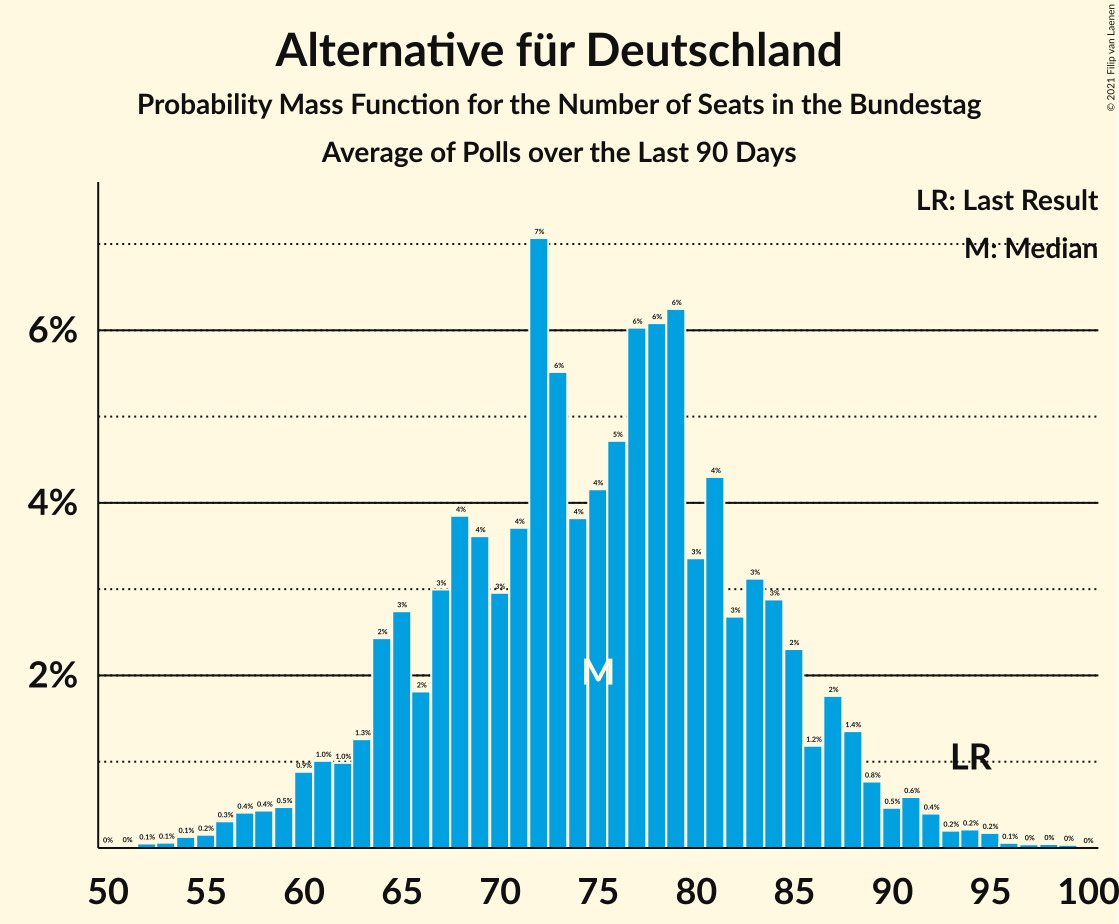 Alternative für Deutschland
Probability Mass Function for the Number of Seats in the Bundestag
Average of Polls over the Last 90 Days
© 2021 Filip van Laenen
LR: Last Result
M: Median
6%
4%
2%
0% 0% 0.1% 0.1% 0.1% 0.2% 0.3% 0.4% 0.4% 0.5% 0.9% 1.0% 1.0% 1.3% 2% 3% 2% 3% 4% 4% 3% 4% 7% 6% 4% 4% 5% 6% 6% 6% 3% 4% 3% 3% 3% 2% 1.2% 2% 1.4% 0.8% 0.5% 0.6% 0.4% 0.2% 0.2% 0.2% 0.1% 0% 0% 0% 0%
M
LR
50 55 60 65 70 75 80 85 90 95 100